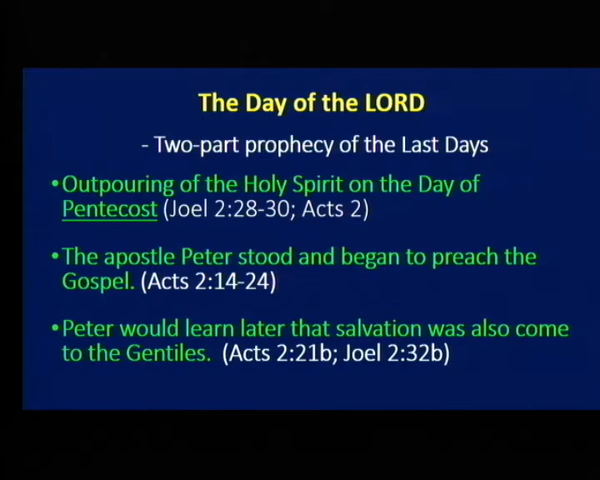 The Day of the LORD
- Two-part prophecy of the Last Days
•Outpouring of the Holy Spirit on the Day of
Pentecost (Joel 2:28-30; Acts 2)
•The apostle Peter stood and began to preach the
Gospel. (Acts 2:14-24)
•Peter would learn later that salvation was also come
to the Gentiles. (Acts 2:21b; Joel 2:32b)